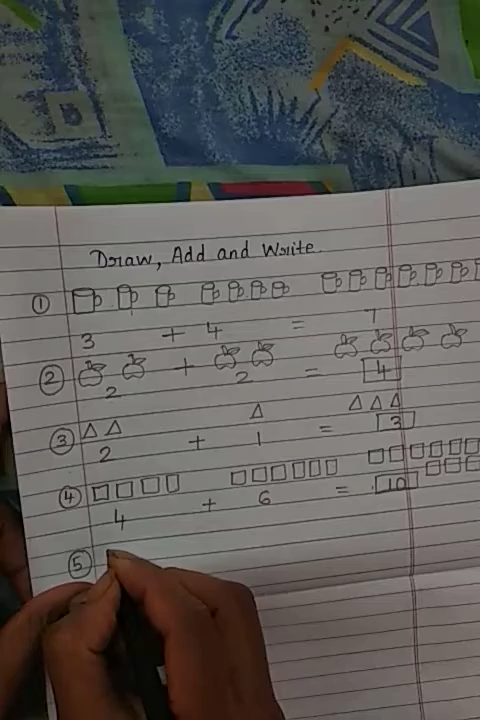 Draw, Add and Write.
①
3 + 4 = 7
② +
2 2 = 4
③
2 + 1 = 3
④
4 + 6 = 10
⑤